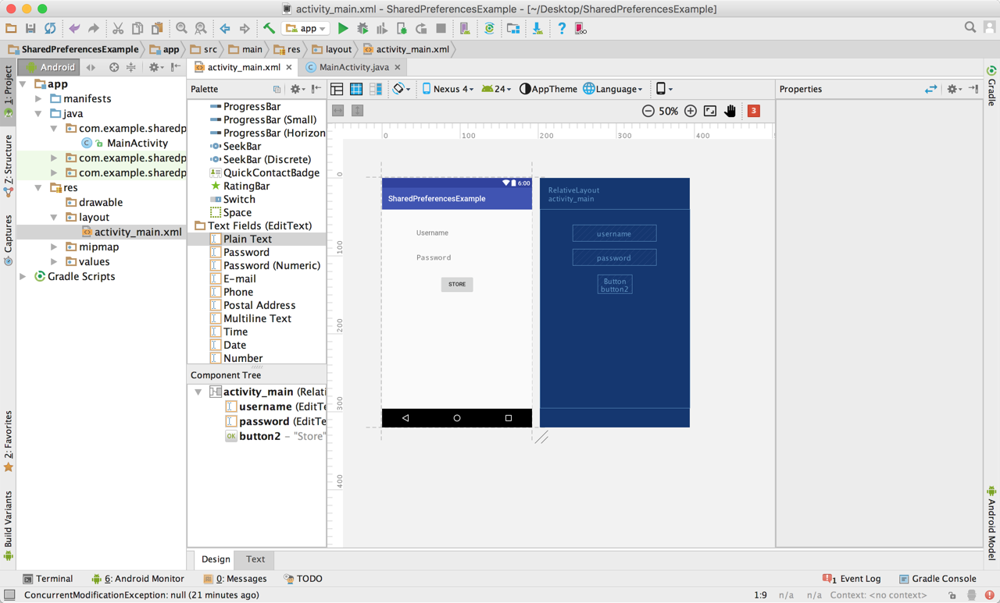 activity_main.xml - SharedPreferencesExample - [~/Desktop/SharedPreferencesExample]
app
SharedPreferencesExample
app
src
main
res
layout
activity_main.xml
1: Project
Z: Structure
Captures
2: Favorites
Build Variants
Android
app
manifests
java
com.example.sharedp
MainActivity
com.example.sharedp
com.example.sharedp
res
drawable
layout
activity_main.xml
mipmap
values
Gradle Scripts
activity_main.xml
MainActivity.java
Palette
ProgressBar
ProgressBar (Small)
ProgressBar (Horizon
SeekBar
SeekBar (Discrete)
QuickContactBadge
RatingBar
Switch
Space
Text Fields (EditText)
Plain Text
Password
Password (Numeric)
E-mail
Phone
Postal Address
Multiline Text
Time
Date
Number
Component Tree
activity_main (Relati
username (EditTe
password (EditTe
OK button2 – "Store"
Nexus 4
24
AppTheme
Language
50%
3
0 100 200 300 400
0
100
200
300
400
6:00
SharedPreferencesExample
Username
Password
STORE
RelativeLayout
activity_main
username
password
Button
button2
Properties
Gradle
Android Model
Design
Text
Terminal
6: Android Monitor
0: Messages
TODO
1 Event Log
Gradle Console
ConcurrentModificationException: null (21 minutes ago)
1:9 n/a n/a Context: <no context>